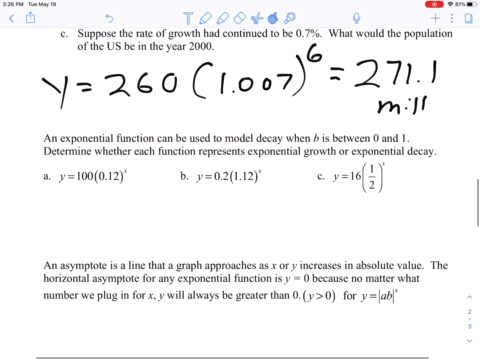 3:26 PM Tue May 19
61%
c. Suppose the rate of growth had continued to be 0.7%. What would the population
of the US be in the year 2000.
y = 260 (1.007)^6 = 271.1
mill
An exponential function can be used to model decay when b is between 0 and 1.
Determine whether each function represents exponential growth or exponential decay.
a. y=100(0.12)^x b. y=0.2(1.12)^x c. y=16(1/2)^x
An asymptote is a line that a graph approaches as x or y increases in absolute value. The
horizontal asymptote for any exponential function is y = 0 because no matter what
number we plug in for x, y will always be greater than 0. (y>0) for y=|ab|^x
2
3